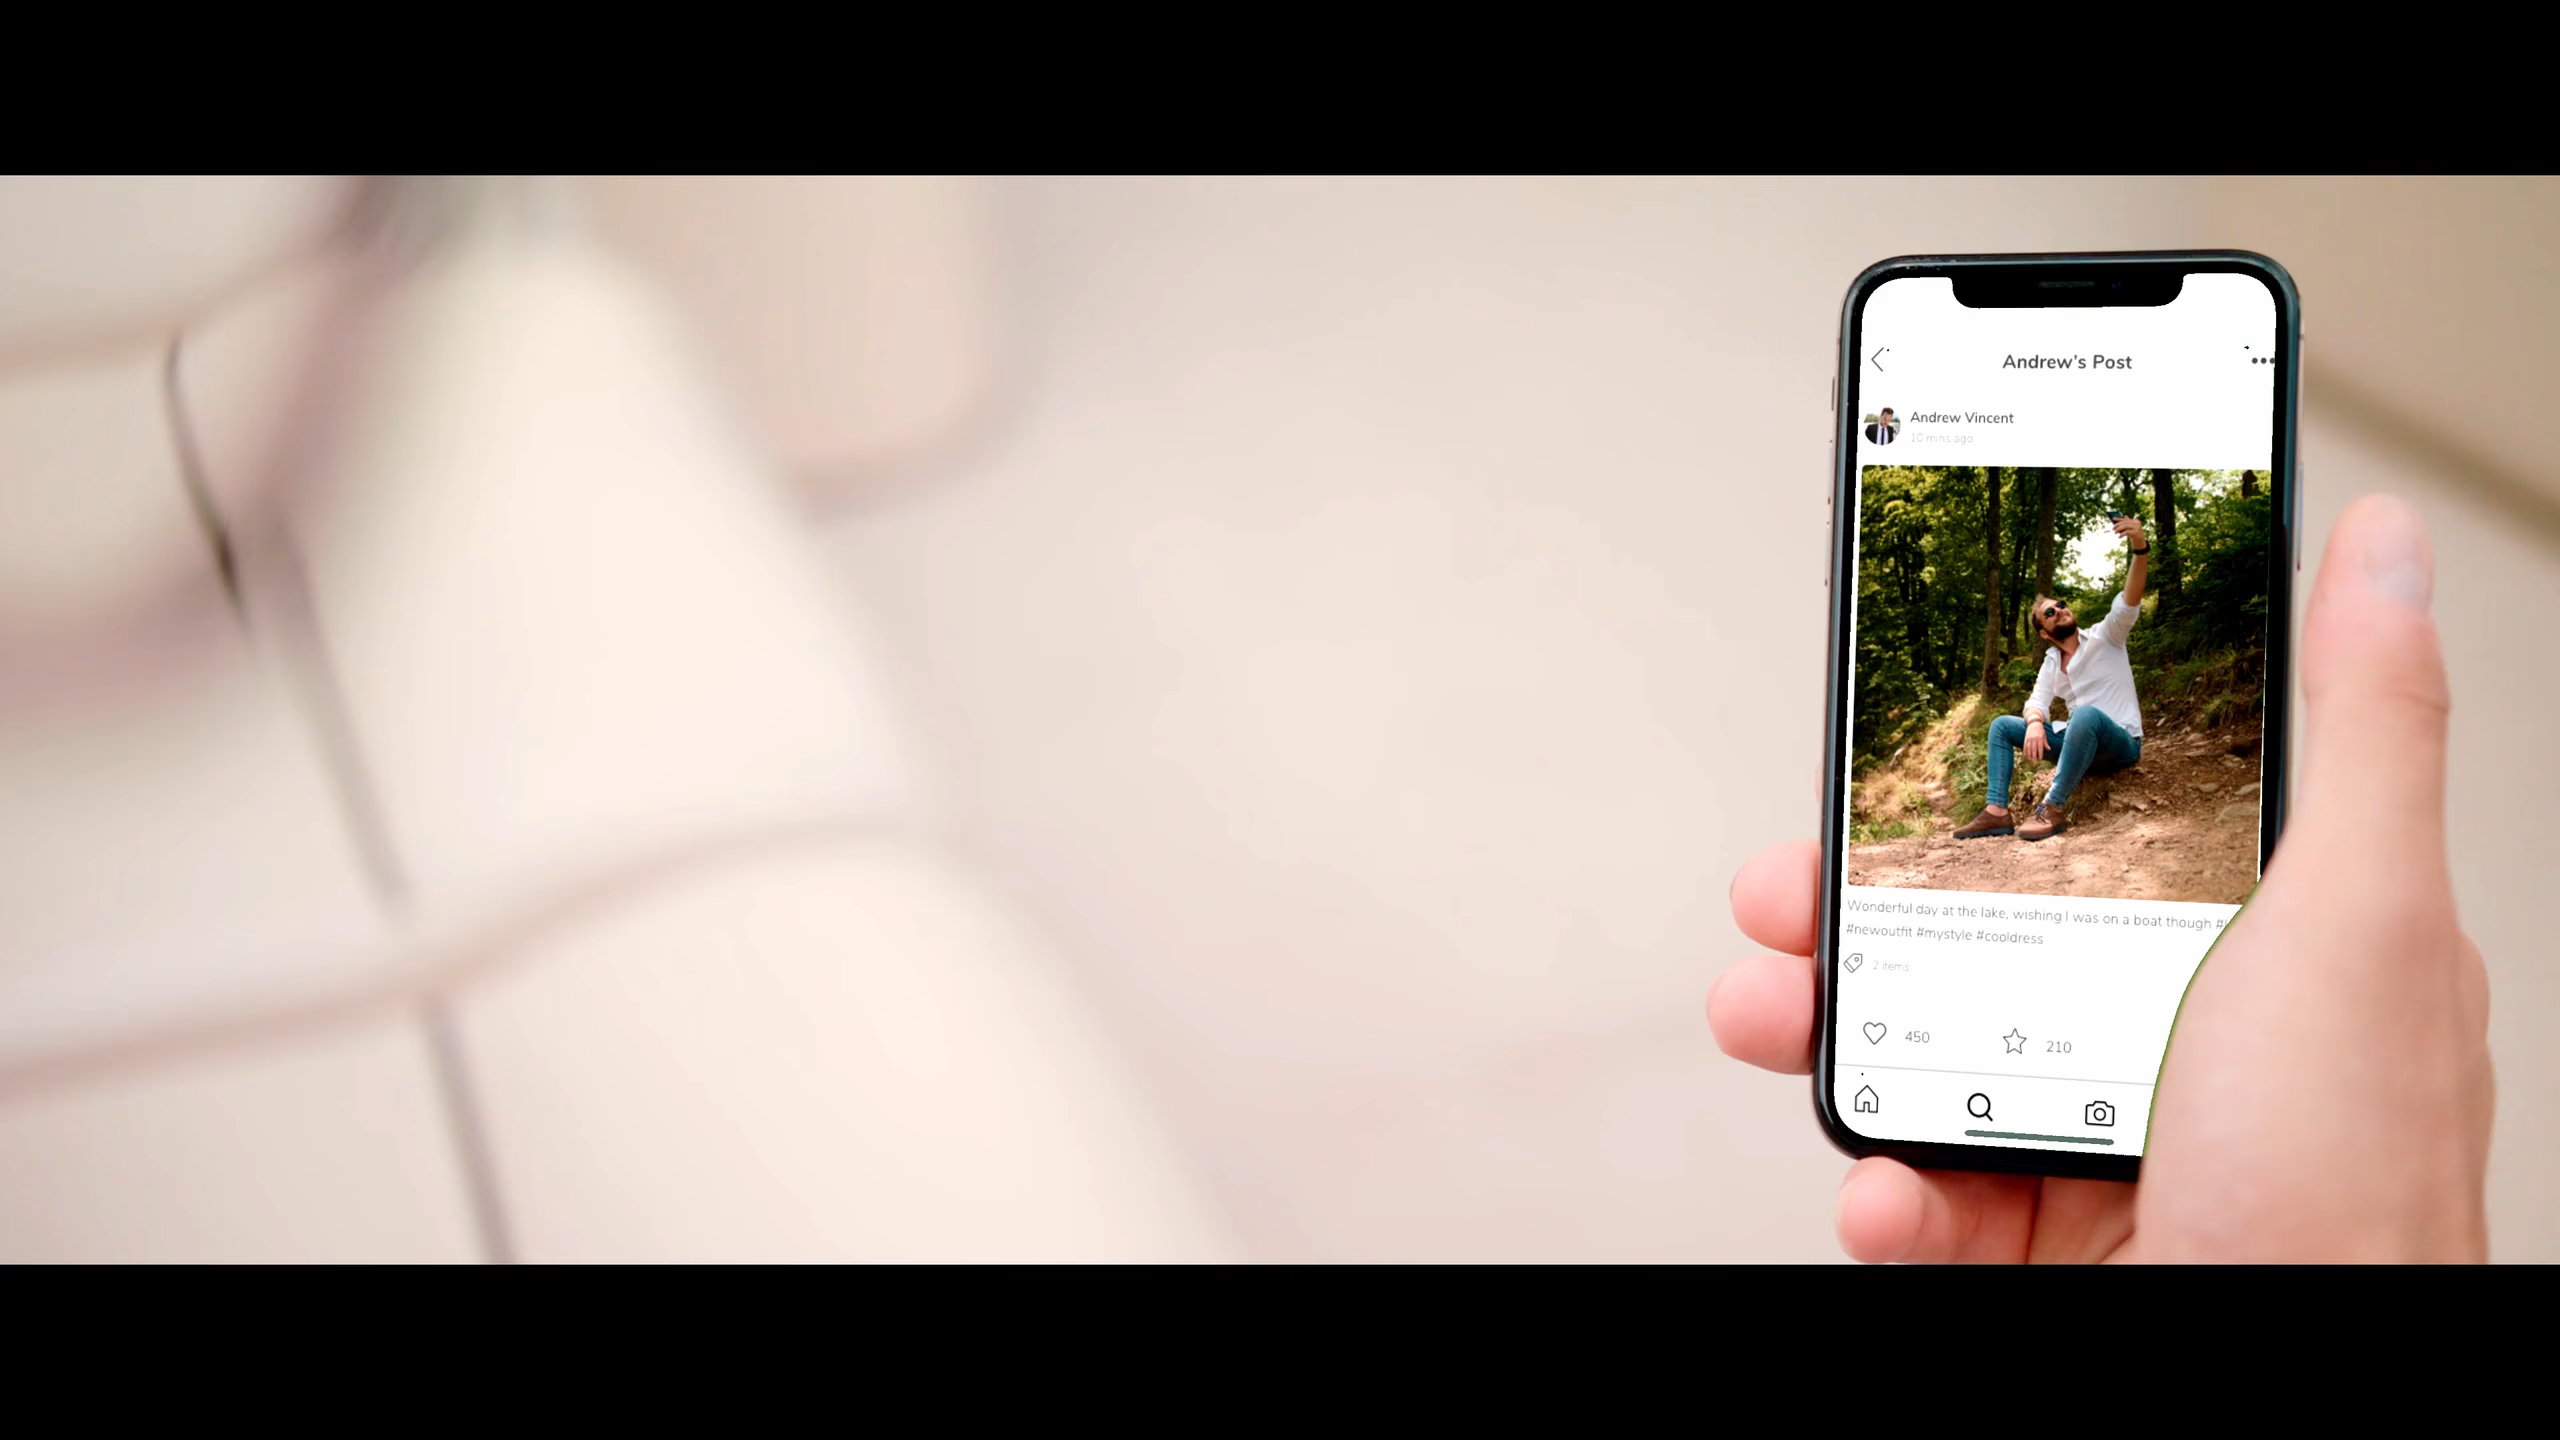 Andrew's Post
Andrew Vincent
10 mins ago
Wonderful day at the lake, wishing I was on a boat though
#newoutfit #mystyle #cooldress
2 items
450
210